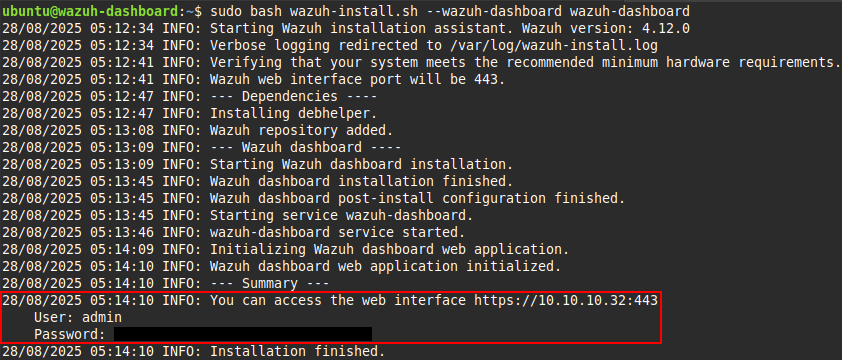 ubuntu@wazuh-dashboard:~$ sudo bash wazuh-install.sh --wazuh-dashboard wazuh-dashboard
28/08/2025 05:12:34 INFO: Starting Wazuh installation assistant. Wazuh version: 4.12.0
28/08/2025 05:12:34 INFO: Verbose logging redirected to /var/log/wazuh-install.log
28/08/2025 05:12:41 INFO: Verifying that your system meets the recommended minimum hardware requirements.
28/08/2025 05:12:41 INFO: Wazuh web interface port will be 443.
28/08/2025 05:12:47 INFO: --- Dependencies ----
28/08/2025 05:12:47 INFO: Installing debhelper.
28/08/2025 05:13:08 INFO: Wazuh repository added.
28/08/2025 05:13:09 INFO: --- Wazuh dashboard ----
28/08/2025 05:13:09 INFO: Starting Wazuh dashboard installation.
28/08/2025 05:13:45 INFO: Wazuh dashboard installation finished.
28/08/2025 05:13:45 INFO: Wazuh dashboard post-install configuration finished.
28/08/2025 05:13:45 INFO: Starting service wazuh-dashboard.
28/08/2025 05:13:46 INFO: wazuh-dashboard service started.
28/08/2025 05:14:09 INFO: Initializing Wazuh dashboard web application.
28/08/2025 05:14:10 INFO: Wazuh dashboard web application initialized.
28/08/2025 05:14:10 INFO: --- Summary ---
28/08/2025 05:14:10 INFO: You can access the web interface https://10.10.10.32:443
User: admin
Password:
28/08/2025 05:14:10 INFO: Installation finished.